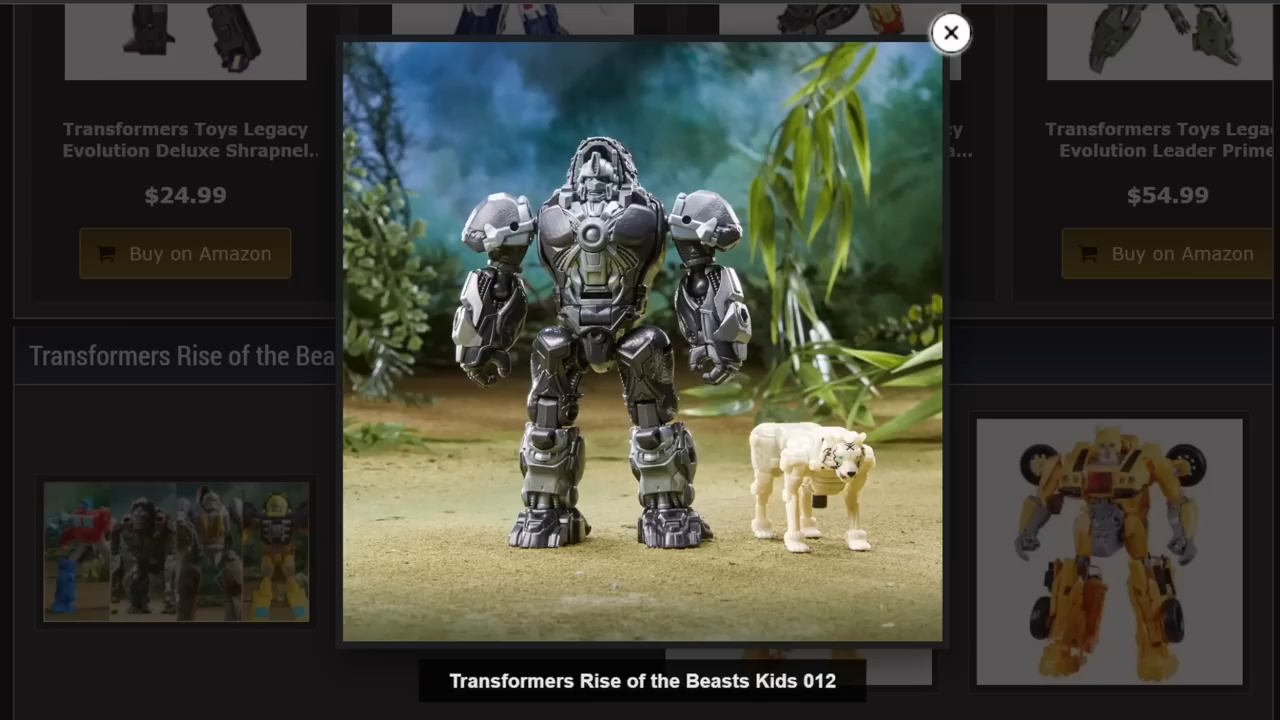 Transformers Toys Legacy
Evolution Deluxe Shrapnel..
$24.99
Buy on Amazon
Transformers Toys Lega
Evolution Leader Prime
$54.99
Buy on Amazon
Transformers Rise of the Bea
Transformers Rise of the Beasts Kids 012